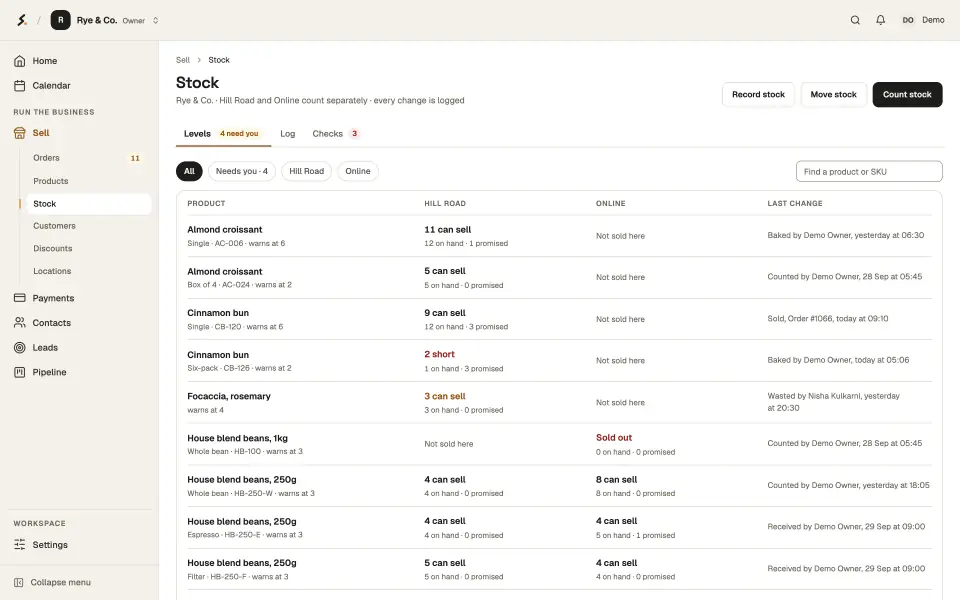 / R Rye & Co. Owner
DO Demo
Home
Calendar
RUN THE BUSINESS
Sell
Orders 11
Products
Stock
Customers
Discounts
Locations
Payments
Contacts
Leads
Pipeline
WORKSPACE
Settings
Collapse menu
Sell > Stock
Stock
Rye & Co. · Hill Road and Online count separately · every change is logged
Record stock Move stock Count stock
Levels 4 need you Log Checks 3
All Needs you · 4 Hill Road Online
Find a product or SKU
PRODUCT HILL ROAD ONLINE LAST CHANGE
Almond croissant 11 can sell
Single · AC-006 · warns at 6 12 on hand · 1 promised Not sold here Baked by Demo Owner, yesterday at 06:30
Almond croissant 5 can sell
Box of 4 · AC-024 · warns at 2 5 on hand · 0 promised Not sold here Counted by Demo Owner, 28 Sep at 05:45
Cinnamon bun 9 can sell
Single · CB-120 · warns at 6 12 on hand · 3 promised Not sold here Sold, Order #1066, today at 09:10
Cinnamon bun 2 short
Six-pack · CB-126 · warns at 2 1 on hand · 3 promised Not sold here Baked by Demo Owner, today at 05:06
Focaccia, rosemary 3 can sell
warns at 4 3 on hand · 0 promised Not sold here Wasted by Nisha Kulkarni, yesterday
at 20:30
House blend beans, 1kg Sold out
Whole bean · HB-100 · warns at 3 Not sold here 0 on hand · 0 promised Counted by Demo Owner, 28 Sep at 05:45
House blend beans, 250g 4 can sell 8 can sell
Whole bean · HB-250-W · warns at 3 4 on hand · 0 promised 8 on hand · 0 promised Counted by Demo Owner, yesterday at 18:05
House blend beans, 250g 4 can sell 4 can sell
Espresso · HB-250-E · warns at 3 4 on hand · 0 promised 5 on hand · 1 promised Received by Demo Owner, 29 Sep at 09:00
House blend beans, 250g 5 can sell 4 can sell
Filter · HB-250-F · warns at 3 5 on hand · 0 promised 4 on hand · 0 promised Received by Demo Owner, 29 Sep at 09:00